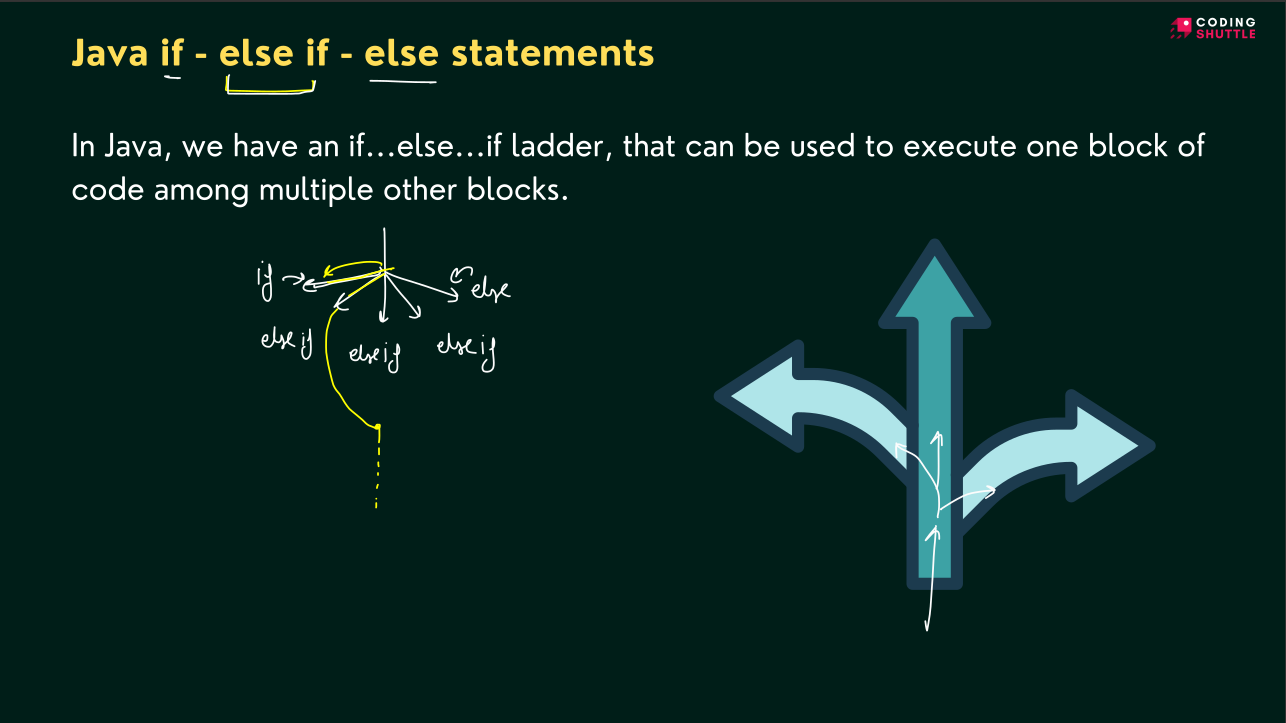 CODING
SHUTTLE
Java if - else if - else statements
In Java, we have an if...else...if ladder, that can be used to execute one block of
code among multiple other blocks.
if
else
else if
else if
else if